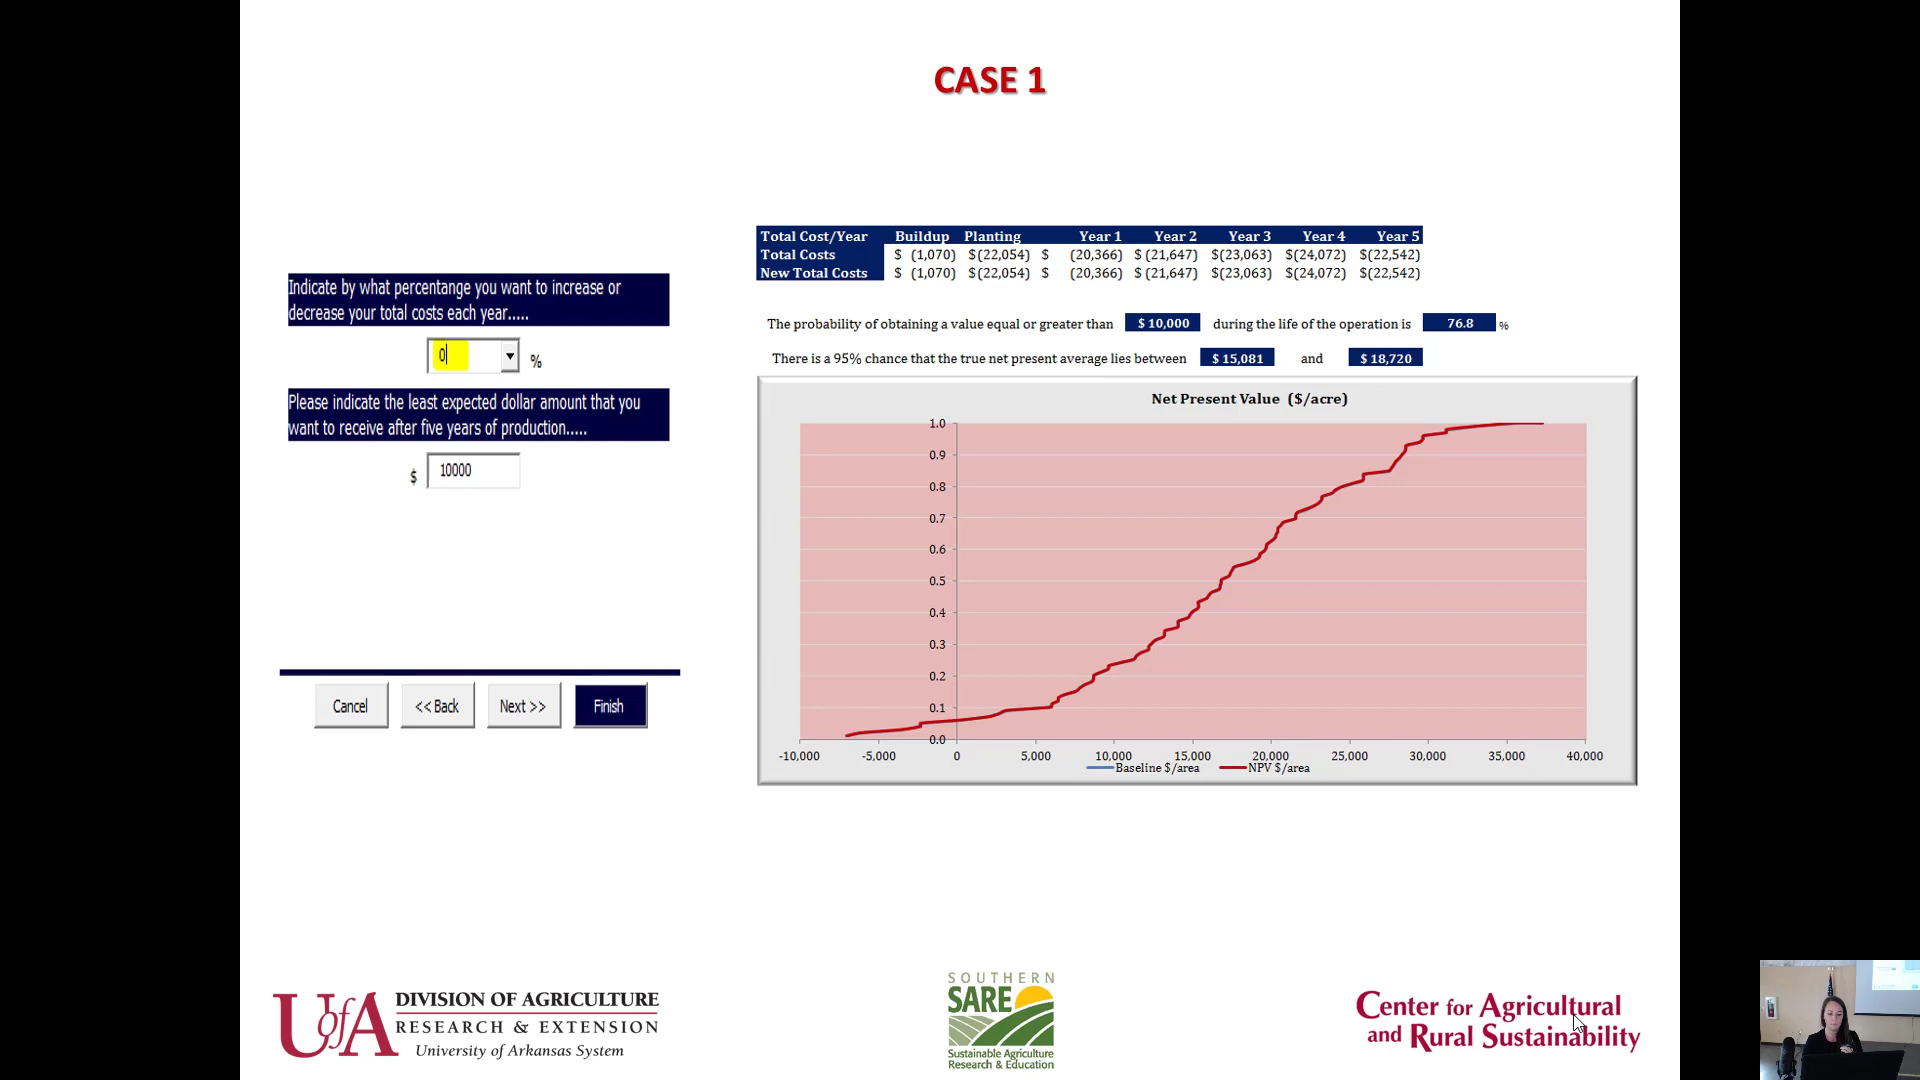 CASE 1
Indicate by what percentange you want to increase or
decrease your total costs each year.....
0
%
Please indicate the least expected dollar amount that you
want to receive after five years of production.....
$ 10000
Cancel << Back Next >> Finish
Total Cost/Year Buildup Planting Year 1 Year 2 Year 3 Year 4 Year 5
Total Costs $ (1,070) $(22,054) $ (20,366) $(21,647) $(23,063) $(24,072) $(22,542)
New Total Costs $ (1,070) $(22,054) $ (20,366) $(21,647) $(23,063) $(24,072) $(22,542)
The probability of obtaining a value equal or greater than $ 10,000 during the life of the operation is 76.8 %
There is a 95% chance that the true net present average lies between $ 15,081 and $ 18,720
Net Present Value ($/acre)
1.0
0.9
0.8
0.7
0.6
0.5
0.4
0.3
0.2
0.1
0.0
-10,000 -5,000 0 5,000 10,000 15,000 20,000 25,000 30,000 35,000 40,000
Baseline $/area NPV $/area
UofA DIVISION OF AGRICULTURE
RESEARCH & EXTENSION
University of Arkansas System
SOUTHERN
SARE
Sustainable Agriculture
Research & Education
Center for Agricultural
and Rural Sustainability